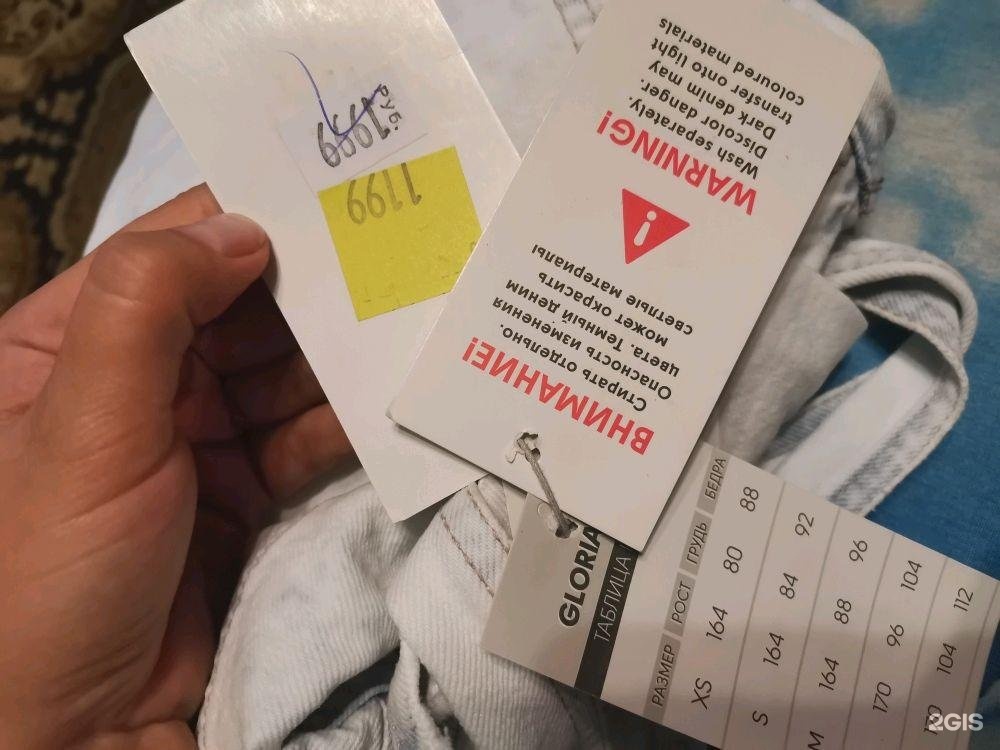 1999
РУБ.
1199
ВНИМАНИЕ!
Стирать отдельно.
Опасность изменения
цвета. Темный деним
может окрасить
светлые материалы
WARNING!
Wash separately.
Discolor danger.
Dark denim may
transfer onto light
coloured materials
GLORIA
ТАБЛИЦА
РАЗМЕР РОСТ ГРУДЬ БЕДРА
XS 164 80 88
S 164 84 92
M 164 88 96
170 96 104
104 112
2GIS